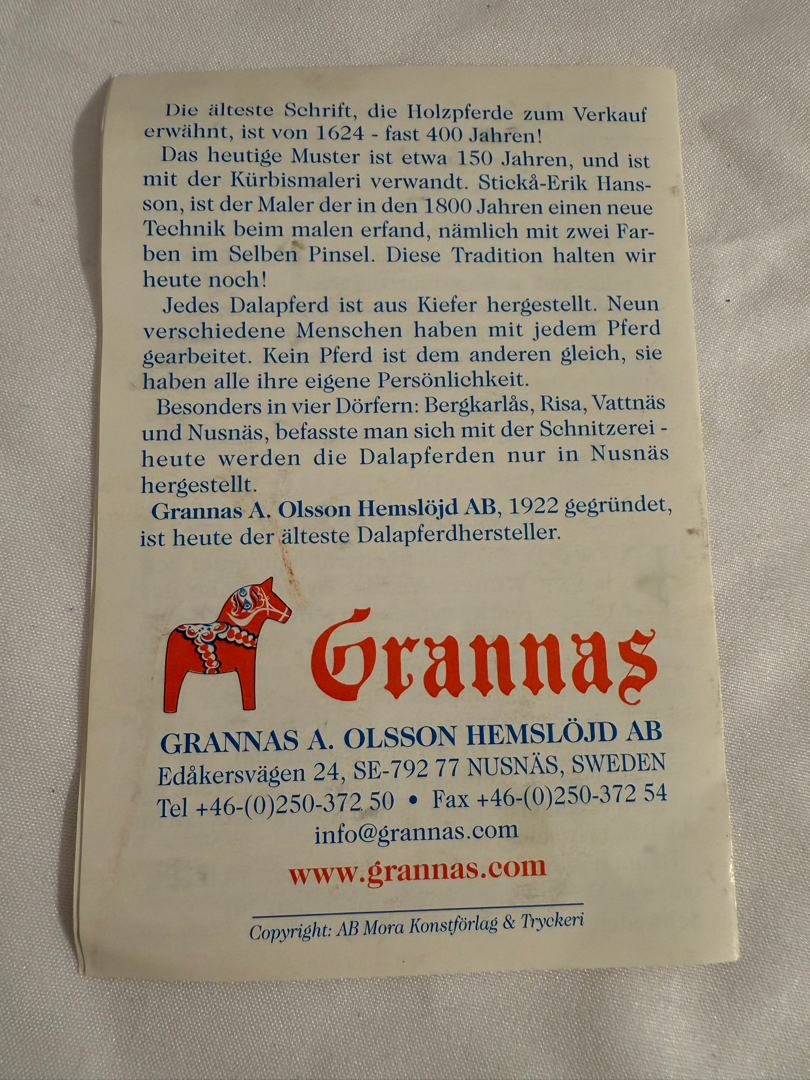 Die älteste Schrift, die Holzpferde zum Verkauf
erwähnt, ist von 1624 - fast 400 Jahren!
Das heutige Muster ist etwa 150 Jahren, und ist
mit der Kürbismaleri verwandt. Stickå-Erik Hans-
son, ist der Maler der in den 1800 Jahren einen neue
Technik beim malen erfand, nämlich mit zwei Far-
ben im Selben Pinsel. Diese Tradition halten wir
heute noch!
Jedes Dalapferd ist aus Kiefer hergestellt. Neun
verschiedene Menschen haben mit jedem Pferd
gearbeitet. Kein Pferd ist dem anderen gleich, sie
haben alle ihre eigene Persönlichkeit.
Besonders in vier Dörfern: Bergkarlås, Risa, Vattnäs
und Nusnäs, befasste man sich mit der Schnitzerei -
heute werden die Dalapferden nur in Nusnäs
hergestellt.
Grannas A. Olsson Hemslöjd AB, 1922 gegründet,
ist heute der älteste Dalapferdhersteller.
Grannas
GRANNAS A. OLSSON HEMSLÖJD AB
Edåkersvägen 24, SE-792 77 NUSNÄS, SWEDEN
Tel +46-(0)250-372 50 • Fax +46-(0)250-372 54
info@grannas.com
www.grannas.com
Copyright: AB Mora Konstförlag & Tryckeri